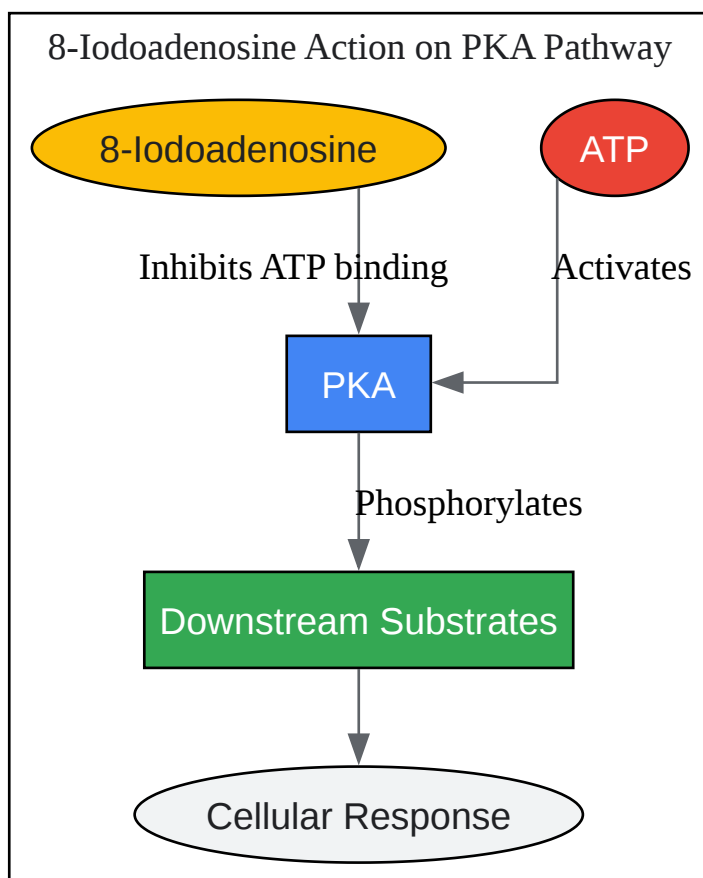 8-Iodoadenosine Action on PKA Pathway
8-Iodoadenosine
ATP
Inhibits ATP binding
Activates
PKA
Phosphorylates
Downstream Substrates
Cellular Response